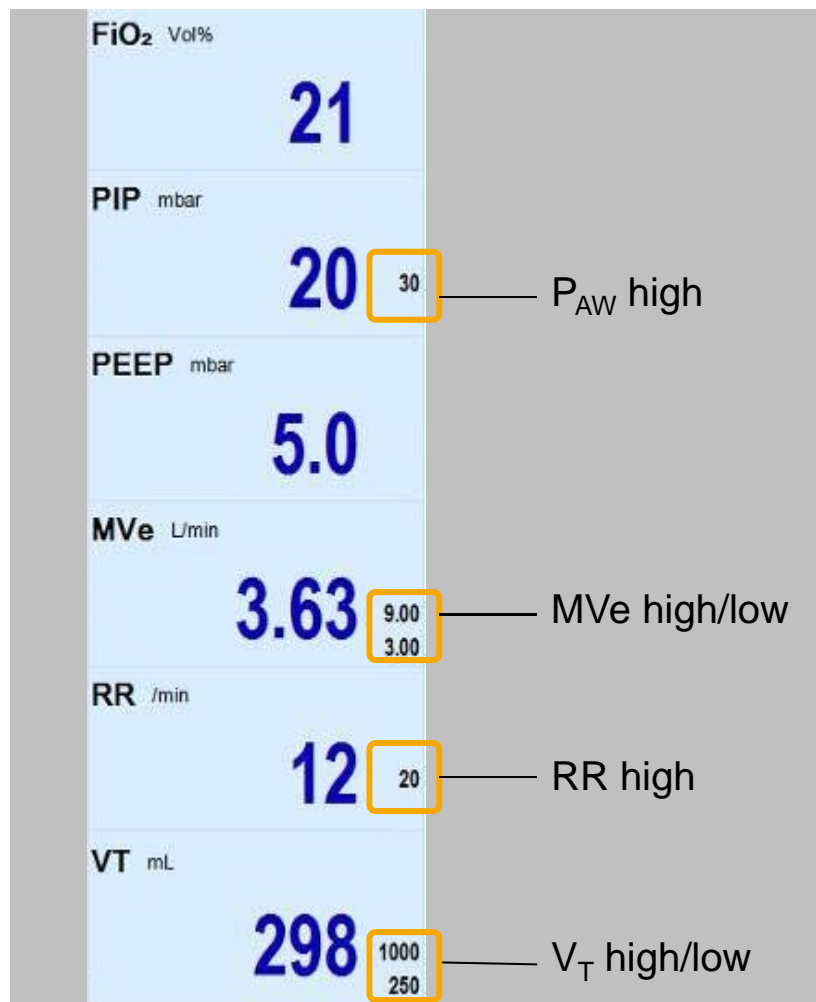 FiO₂ Vol%
21
PIP mbar
20 30
P_AW high
PEEP mbar
5.0
MVe L/min
3.63 9.00
3.00
MVe high/low
RR /min
12 20
RR high
VT mL
298 1000
250
V_T high/low